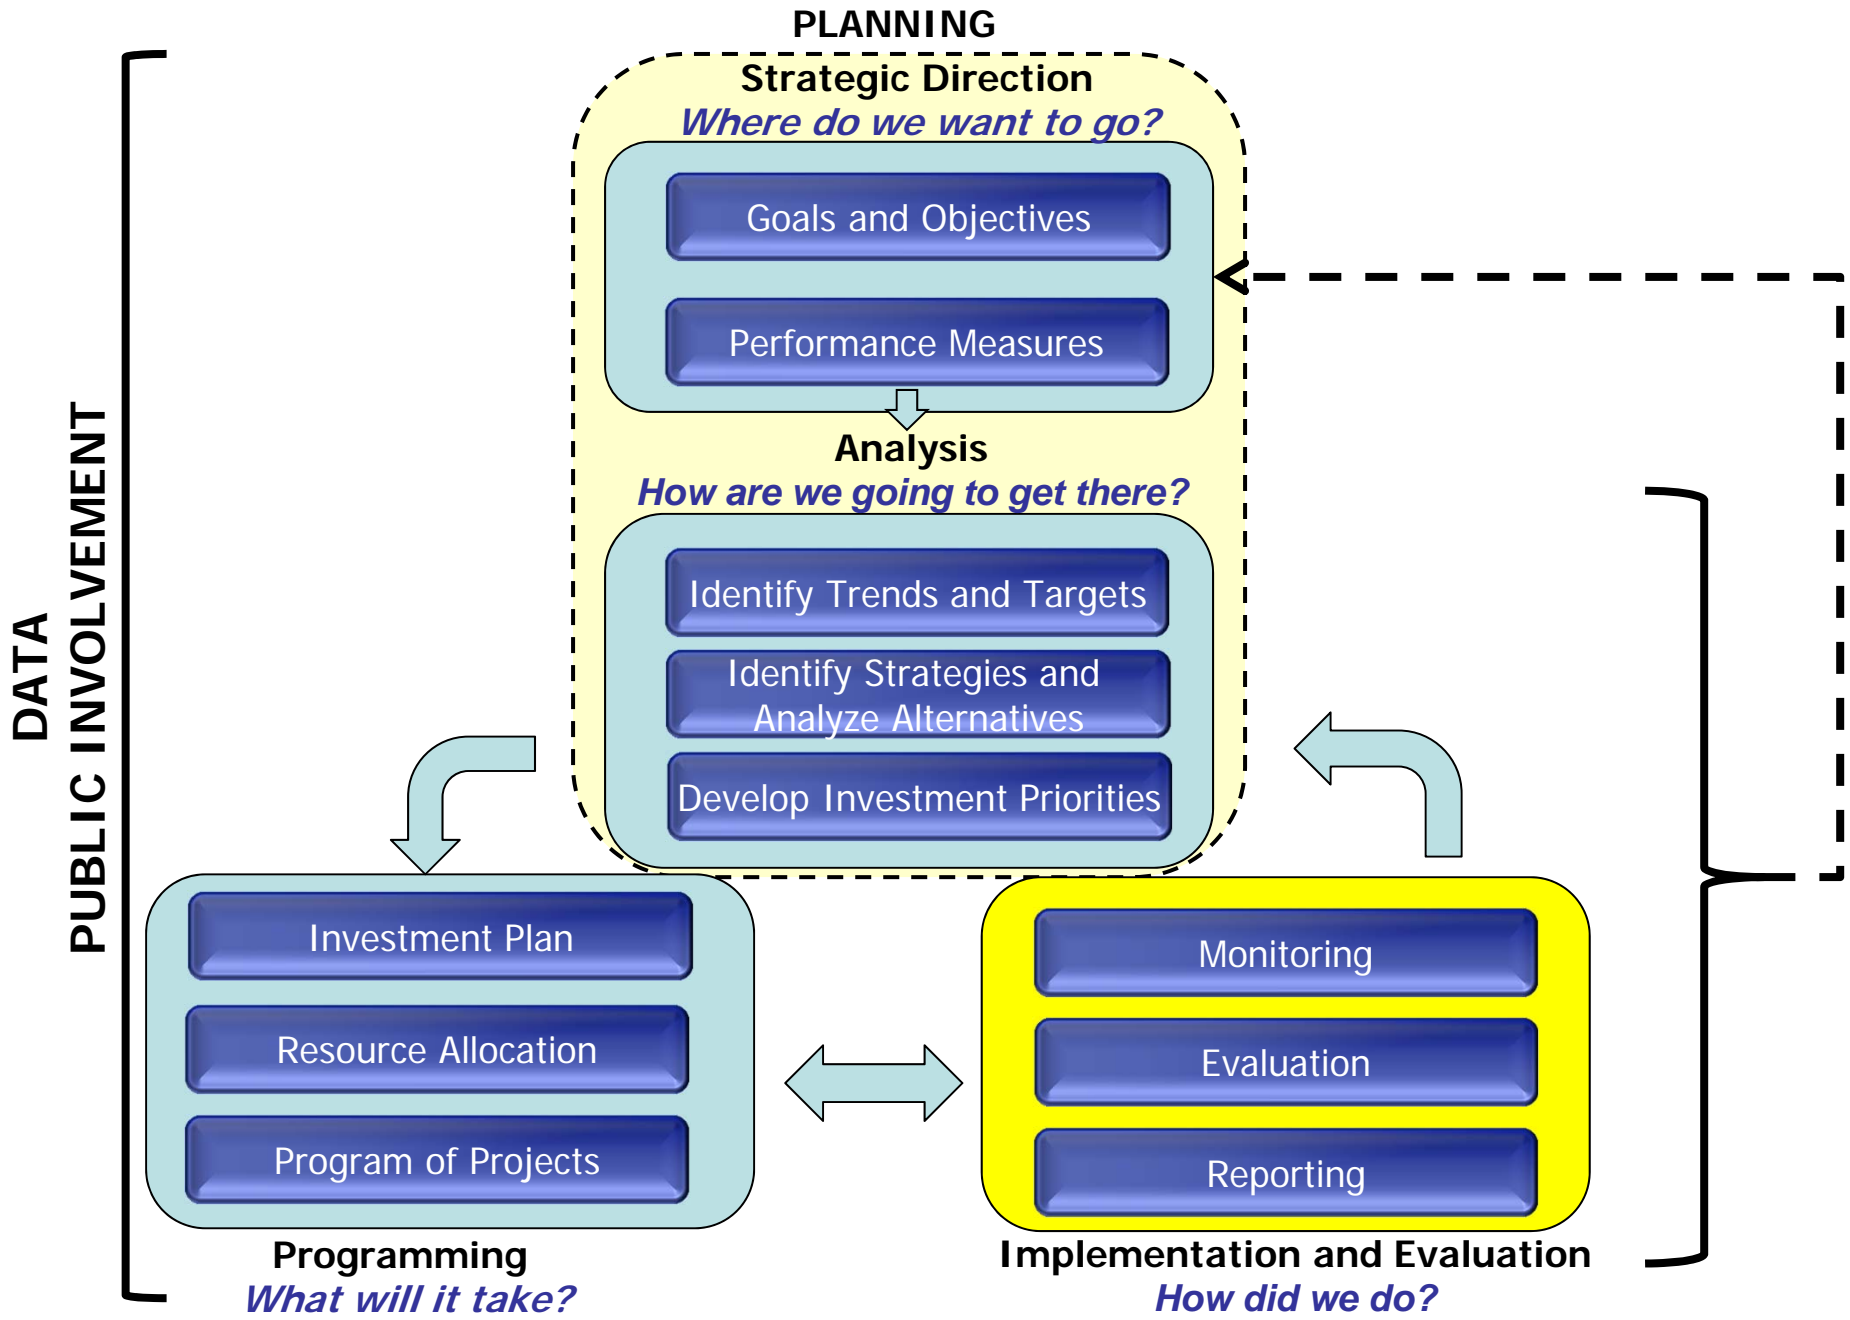 PLANNING
Strategic Direction
Where do we want to go?
Goals and Objectives
Performance Measures
Analysis
How are we going to get there?
Identify Trends and Targets
Identify Strategies and
Analyze Alternatives
Develop Investment Priorities
DATA
PUBLIC INVOLVEMENT
Investment Plan
Resource Allocation
Program of Projects
Programming
What will it take?
Monitoring
Evaluation
Reporting
Implementation and Evaluation
How did we do?